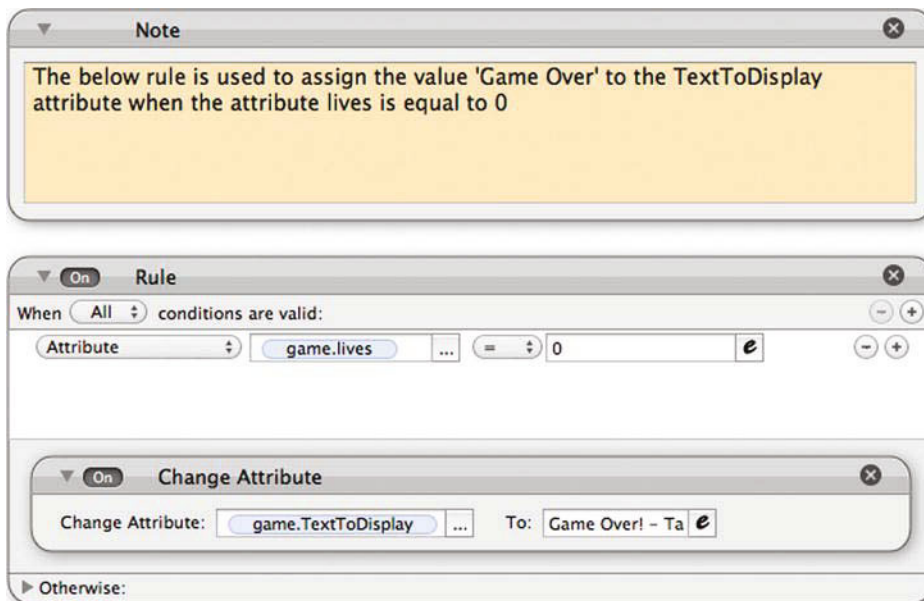 Note
The below rule is used to assign the value 'Game Over' to the TextToDisplay
attribute when the attribute lives is equal to 0
On Rule
When All conditions are valid:
Attribute game.lives ... = 0 e
On Change Attribute
Change Attribute: game.TextToDisplay ... To: Game Over! - Ta e
Otherwise: